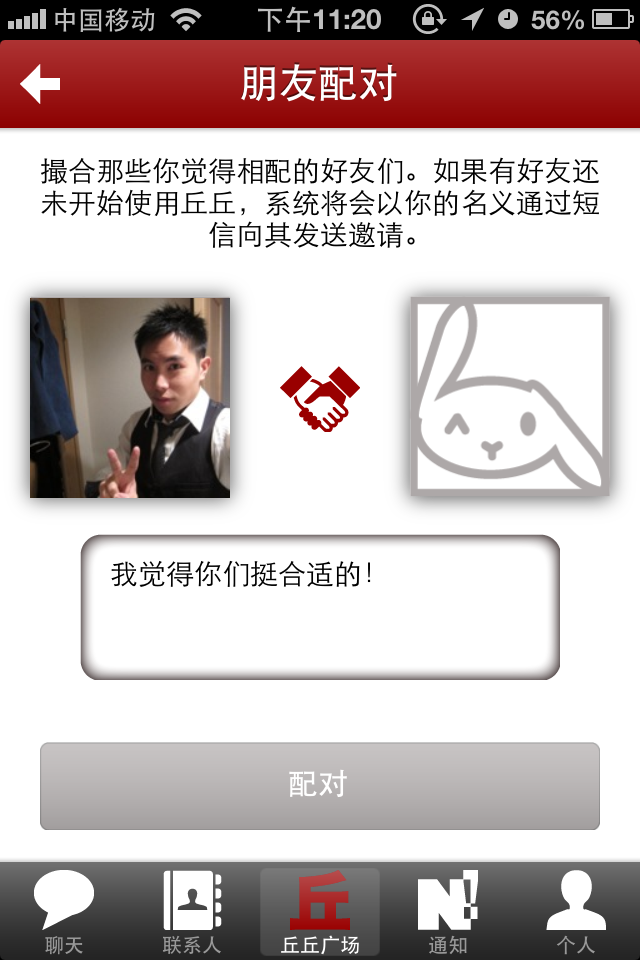 中国移动 下午11:20 56%
朋友配对
撮合那些你觉得相配的好友们。如果有好友还
未开始使用丘丘，系统将会以你的名义通过短
信向其发送邀请。
我觉得你们挺合适的！
配对
丘 N!
聊天 联系人 丘丘广场 通知 个人